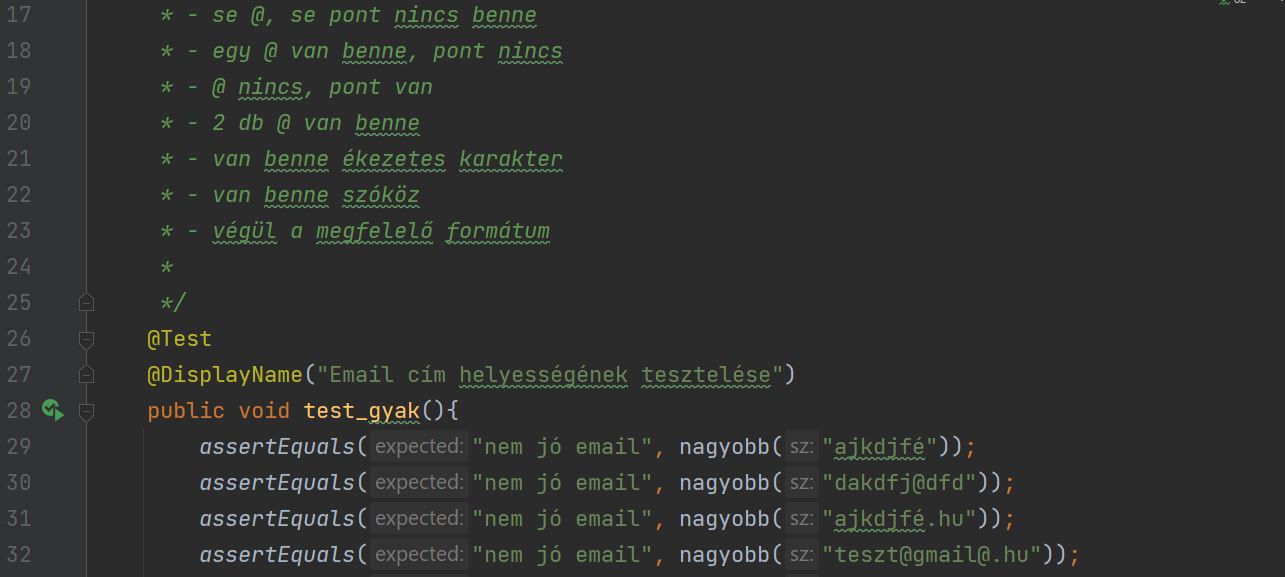 17 * - se @, se pont nincs benne
18 * - egy @ van benne, pont nincs
19 * - @ nincs, pont van
20 * - 2 db @ van benne
21 * - van benne ékezetes karakter
22 * - van benne szóköz
23 * - végül a megfelelő formátum
24 *
25 */
26 @Test
27 @DisplayName("Email cím helyességének tesztelése")
28 public void test_gyak(){
29 assertEquals( expected: "nem jó email", nagyobb( sz: "ajkdjfé"));
30 assertEquals( expected: "nem jó email", nagyobb( sz: "dakdfj@dfd"));
31 assertEquals( expected: "nem jó email", nagyobb( sz: "ajkdjfé.hu"));
32 assertEquals( expected: "nem jó email", nagyobb( sz: "teszt@gmail@.hu"));